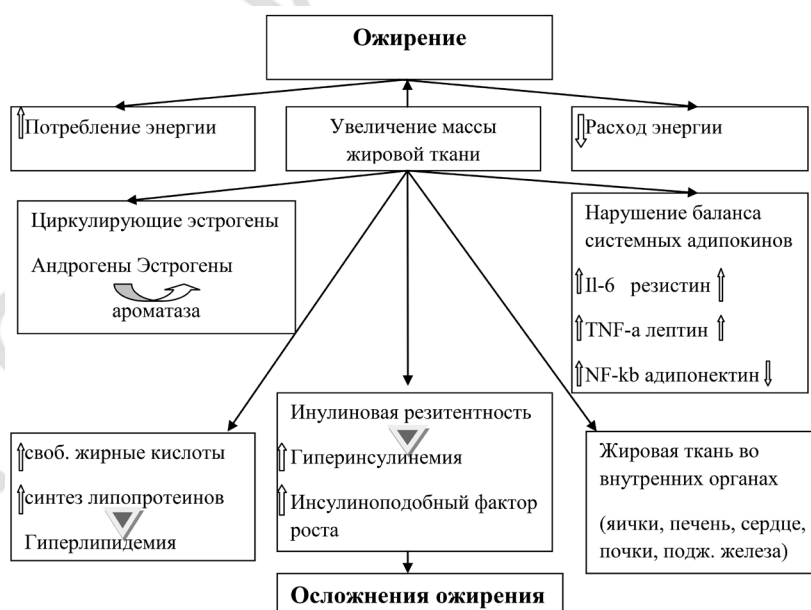 Ожирение
Потребление энергии
Увеличение массы
жировой ткани
Расход энергии
Циркулирующие эстрогены
Андрогены Эстрогены
ароматаза
Нарушение баланса
системных адипокинов
Il-6 резистин
TNF-a лептин
NF-kb адипонектин
своб. жирные кислоты
синтез липопротеинов
Гиперлипидемия
Инулиновая резитентность
Гиперинсулинемия
Инсулиноподобный фактор
роста
Жировая ткань во
внутренних органах
(яички, печень, сердце,
почки, подж. железа)
Осложнения ожирения